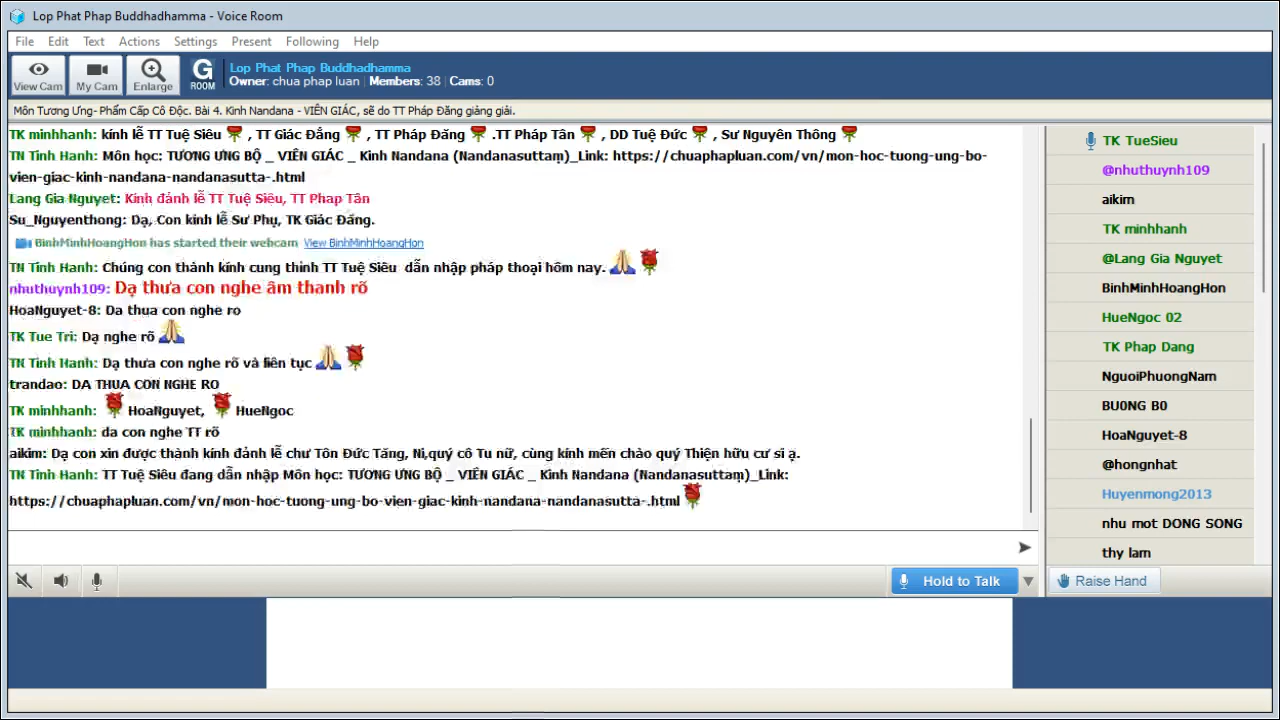 Lop Phat Phap Buddhadhamma - Voice Room
File Edit Text Actions Settings Present Following Help
View Cam My Cam Enlarge G ROOM
Lop Phat Phap Buddhadhamma
Owner: chua phap luan | Members: 38 | Cams: 0
Môn Tương Ưng- Phẩm Cấp Cô Độc. Bài 4. Kinh Nandana - VIÊN GIÁC, sẽ do TT Pháp Đăng giảng giải.
TK minhhanh: kính lễ TT Tuệ Siêu , TT Giác Đẳng , TT Pháp Đăng .TT Pháp Tân , DD Tuệ Đức , Sư Nguyên Thông
TN Tinh Hanh: Môn học: TƯƠNG ƯNG BỘ _ VIÊN GIÁC _ Kinh Nandana (Nandanasuttaṃ)_Link: https://chuaphapluan.com/vn/mon-hoc-tuong-ung-bo-
vien-giac-kinh-nandana-nandanasutta-.html
Lang Gia Nguyet: Kính đảnh lễ TT Tuệ Siêu, TT Phap Tân
Su_Nguyenthong: Dạ, Con kính lễ Sư Phụ, TK Giác Đẳng.
BinhMinhHoangHon has started their webcam View BinhMinhHoangHon
TN Tinh Hanh: Chúng con thành kính cung thỉnh TT Tuệ Siêu dẫn nhập pháp thoại hôm nay.
nhuthuynh109: Dạ thưa con nghe âm thanh rõ
HoaNguyet-8: Da thua con nghe ro
TK Tue Tri: Dạ nghe rõ
TN Tinh Hanh: Dạ thưa con nghe rõ và liên tục
trandao: DA THUA CON NGHE RO
TK minhhanh: HoaNguyet, HueNgoc
TK minhhanh: da con nghe TT rõ
aikim: Dạ con xin được thành kính đảnh lễ chư Tôn Đức Tăng, Ni,quý cô Tu nữ, cùng kính mến chào quý Thiện hữu cư sĩ ạ.
TN Tinh Hanh: TT Tuệ Siêu đang dẫn nhập Môn học: TƯƠNG ƯNG BỘ _ VIÊN GIÁC _ Kinh Nandana (Nandanasuttaṃ)_Link:
https://chuaphapluan.com/vn/mon-hoc-tuong-ung-bo-vien-giac-kinh-nandana-nandanasutta-.html
TK TueSieu
@nhuthuynh109
aikim
TK minhhanh
@Lang Gia Nguyet
BinhMinhHoangHon
HueNgoc 02
TK Phap Dang
NguoiPhuongNam
BU0NG B0
HoaNguyet-8
@hongnhat
Huyenmong2013
nhu mot DONG SONG
thy lam
Hold to Talk
Raise Hand